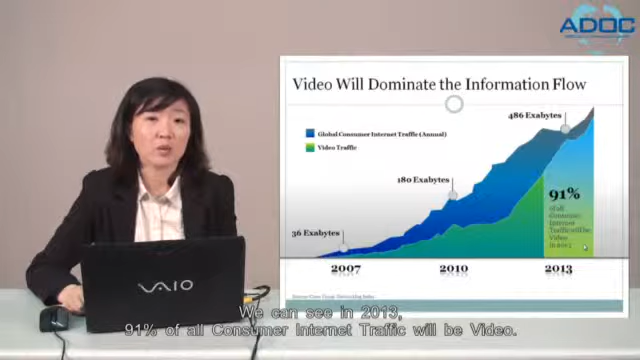 ADOC
Video Will Dominate the Information Flow
486 Exabytes
Global Consumer Internet Traffic (Annual)
Video Traffic
180 Exabytes
91%
of all
Consumer
Internet
Traffic will be
Video
36 Exabytes
2007
2010
2013
VAIO
We can see in 2013,
91% of all Consumer Internet Traffic will be Video.